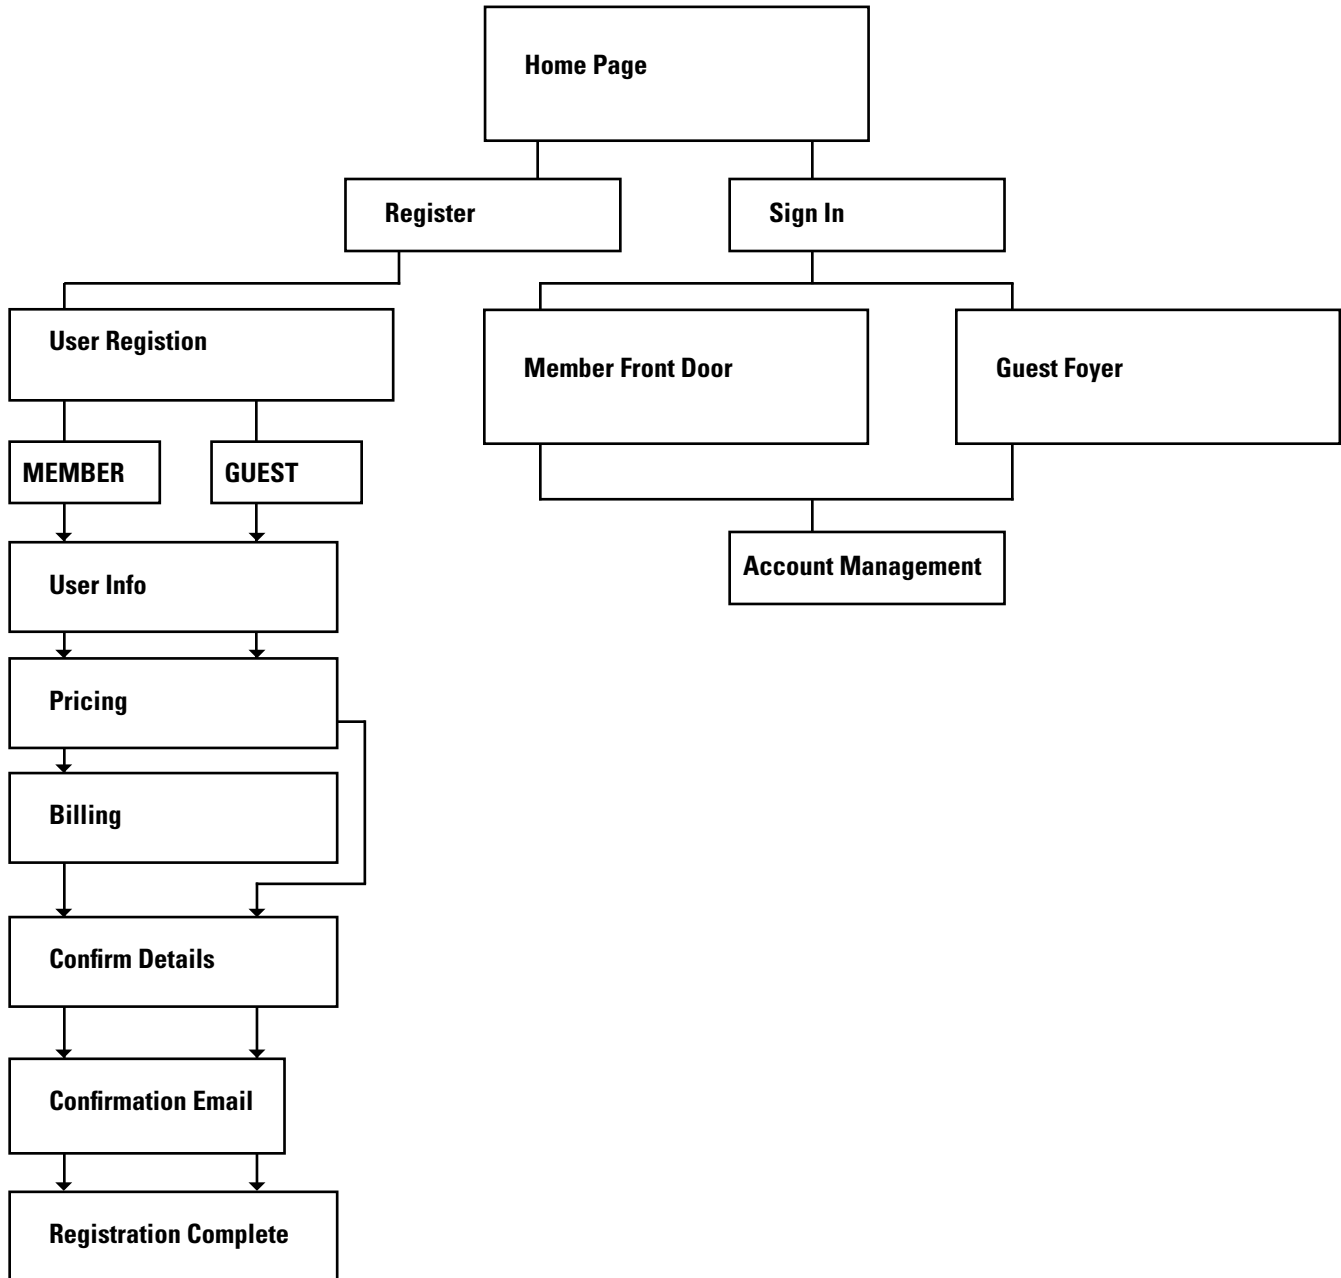 Home Page
Register
Sign In
User Registion
Member Front Door
Guest Foyer
MEMBER
GUEST
User Info
Account Management
Pricing
Billing
Confirm Details
Confirmation Email
Registration Complete